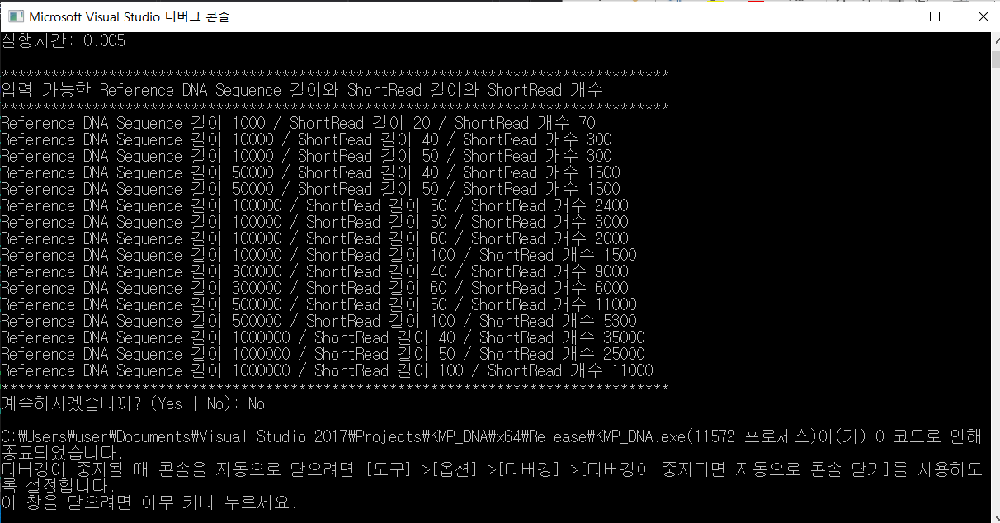 Microsoft Visual Studio 디버그 콘솔
실행시간: 0.005
*********************************************************************************
입력 가능한 Reference DNA Sequence 길이와 ShortRead 길이와 ShortRead 개수
*********************************************************************************
Reference DNA Sequence 길이 1000 / ShortRead 길이 20 / ShortRead 개수 70
Reference DNA Sequence 길이 10000 / ShortRead 길이 40 / ShortRead 개수 300
Reference DNA Sequence 길이 10000 / ShortRead 길이 50 / ShortRead 개수 300
Reference DNA Sequence 길이 50000 / ShortRead 길이 40 / ShortRead 개수 1500
Reference DNA Sequence 길이 50000 / ShortRead 길이 50 / ShortRead 개수 1500
Reference DNA Sequence 길이 100000 / ShortRead 길이 50 / ShortRead 개수 2400
Reference DNA Sequence 길이 100000 / ShortRead 길이 50 / ShortRead 개수 3000
Reference DNA Sequence 길이 100000 / ShortRead 길이 60 / ShortRead 개수 2000
Reference DNA Sequence 길이 100000 / ShortRead 길이 100 / ShortRead 개수 1500
Reference DNA Sequence 길이 300000 / ShortRead 길이 40 / ShortRead 개수 9000
Reference DNA Sequence 길이 300000 / ShortRead 길이 60 / ShortRead 개수 6000
Reference DNA Sequence 길이 500000 / ShortRead 길이 50 / ShortRead 개수 11000
Reference DNA Sequence 길이 500000 / ShortRead 길이 100 / ShortRead 개수 5300
Reference DNA Sequence 길이 1000000 / ShortRead 길이 40 / ShortRead 개수 35000
Reference DNA Sequence 길이 1000000 / ShortRead 길이 50 / ShortRead 개수 25000
Reference DNA Sequence 길이 1000000 / ShortRead 길이 100 / ShortRead 개수 11000
*********************************************************************************
계속하시겠습니까? (Yes | No): No
C:₩Users₩user₩Documents₩Visual Studio 2017₩Projects₩KMP_DNA₩x64₩Release₩KMP_DNA.exe(11572 프로세스)이(가) 0 코드로 인해
종료되었습니다.
디버깅이 중지될 때 콘솔을 자동으로 닫으려면 [도구]->[옵션]->[디버깅]->[디버깅이 중지되면 자동으로 콘솔 닫기]를 사용하도
록 설정합니다.
이 창을 닫으려면 아무 키나 누르세요.